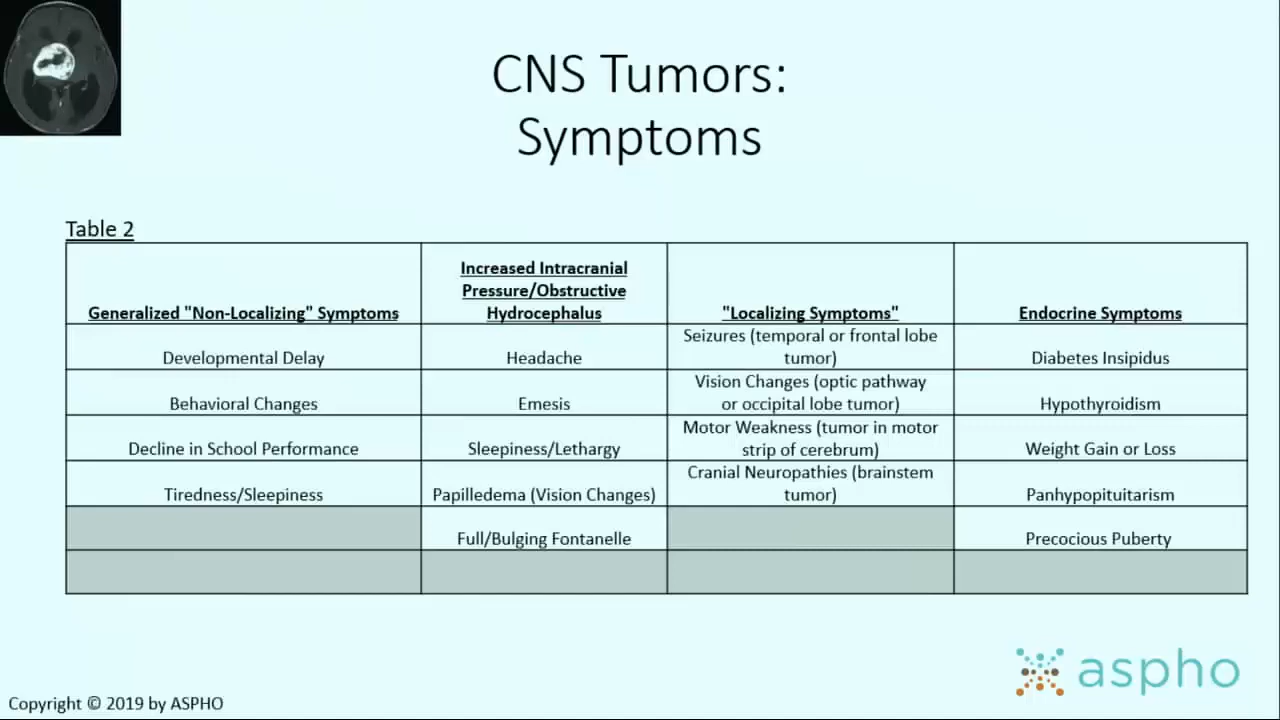 CNS Tumors:
Symptoms
Table 2
Generalized "Non-Localizing" Symptoms
Increased Intracranial
Pressure/Obstructive
Hydrocephalus
"Localizing Symptoms"
Endocrine Symptoms
Developmental Delay
Headache
Seizures (temporal or frontal lobe
tumor)
Diabetes Insipidus
Behavioral Changes
Emesis
Vision Changes (optic pathway
or occipital lobe tumor)
Hypothyroidism
Decline in School Performance
Sleepiness/Lethargy
Motor Weakness (tumor in motor
strip of cerebrum)
Weight Gain or Loss
Tiredness/Sleepiness
Papilledema (Vision Changes)
Cranial Neuropathies (brainstem
tumor)
Panhypopituitarism
Full/Bulging Fontanelle
Precocious Puberty
aspho
Copyright © 2019 by ASPHO